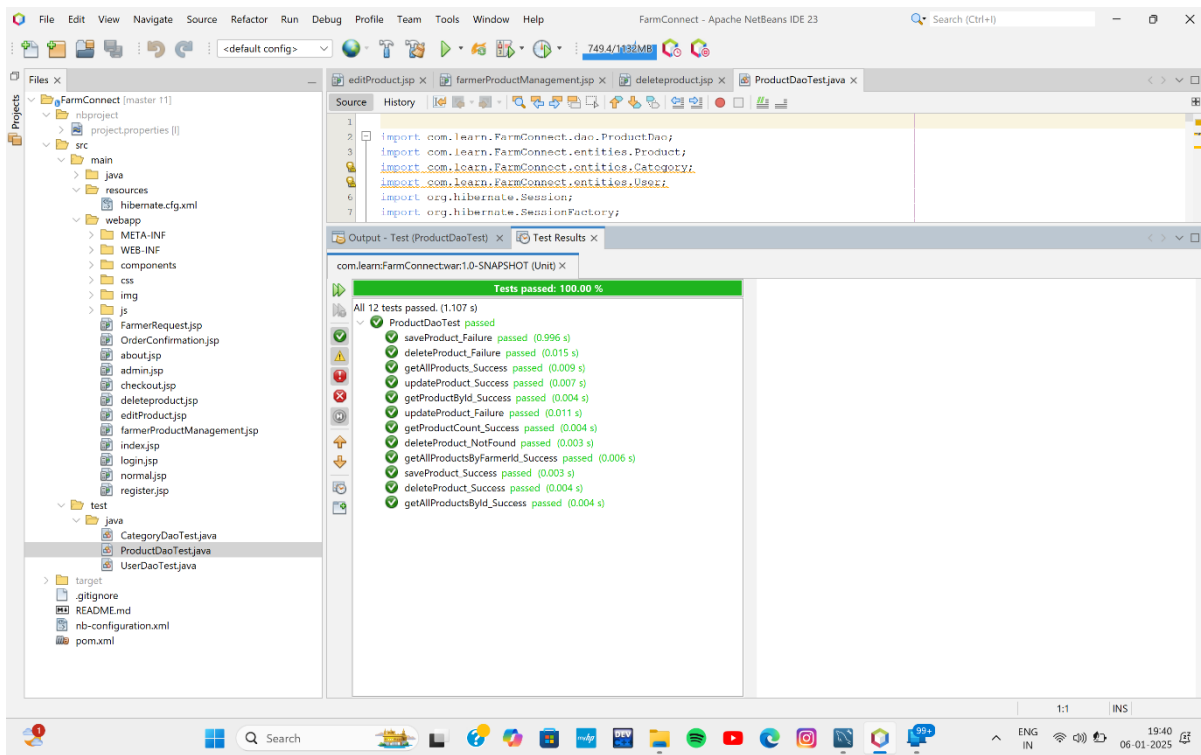 File Edit View Navigate Source Refactor Run Debug Profile Team Tools Window Help FarmConnect - Apache NetBeans IDE 23 Search (Ctrl+I)
<default config> 749.4/1132MB
Files
Projects
FarmConnect [master 11]
nbproject
project.properties [I]
src
main
java
resources
hibernate.cfg.xml
webapp
META-INF
WEB-INF
components
css
img
js
FarmerRequest.jsp
OrderConfirmation.jsp
about.jsp
admin.jsp
checkout.jsp
deleteproduct.jsp
editProduct.jsp
farmerProductManagement.jsp
index.jsp
login.jsp
normal.jsp
register.jsp
test
java
CategoryDaoTest.java
ProductDaoTest.java
UserDaoTest.java
target
.gitignore
README.md
nb-configuration.xml
pom.xml
editProduct.jsp farmerProductManagement.jsp deleteproduct.jsp ProductDaoTest.java
Source History
1
2 import com.learn.FarmConnect.dao.ProductDao;
3 import com.learn.FarmConnect.entities.Product;
import com.learn.FarmConnect.entities.Category;
import com.learn.FarmConnect.entities.User;
6 import org.hibernate.Session;
7 import org.hibernate.SessionFactory;
Output - Test (ProductDaoTest) Test Results
com.learn:FarmConnect:war:1.0-SNAPSHOT (Unit)
Tests passed: 100.00 %
All 12 tests passed. (1.107 s)
ProductDaoTest passed
saveProduct_Failure passed (0.996 s)
deleteProduct_Failure passed (0.015 s)
getAllProducts_Success passed (0.009 s)
updateProduct_Success passed (0.007 s)
getProductById_Success passed (0.004 s)
updateProduct_Failure passed (0.011 s)
getProductCount_Success passed (0.004 s)
deleteProduct_NotFound passed (0.003 s)
getAllProductsByFarmerId_Success passed (0.006 s)
saveProduct_Success passed (0.003 s)
deleteProduct_Success passed (0.004 s)
getAllProductsById_Success passed (0.004 s)
1:1 INS
Search
99+
ENG
IN
19:40
06-01-2025